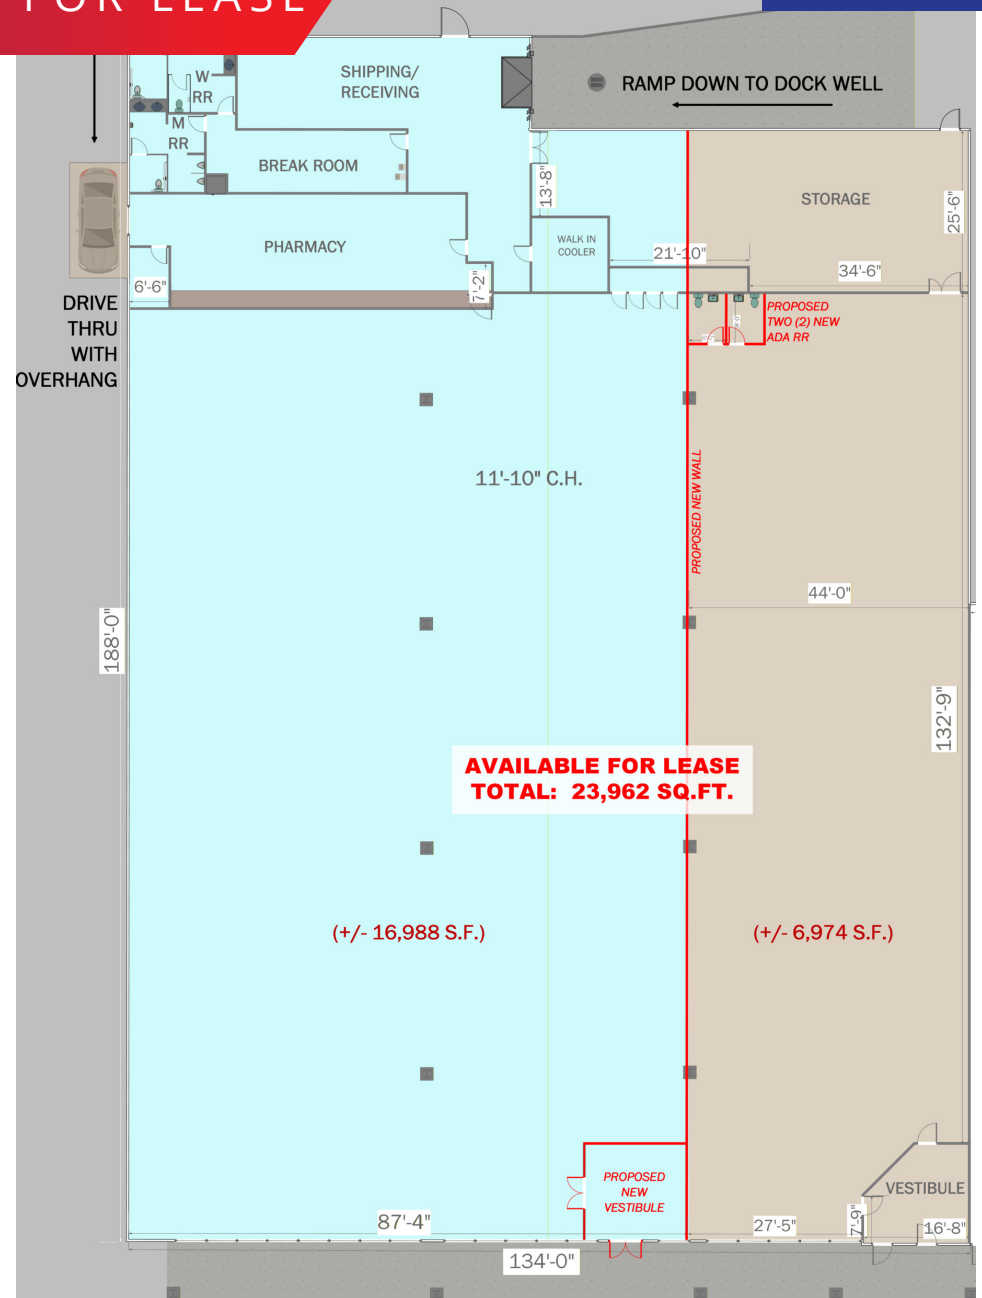 FOR LEASE
SHIPPING/
RECEIVING
W
RR
M
RR
BREAK ROOM
RAMP DOWN TO DOCK WELL
13'-8"
STORAGE
25'-6"
PHARMACY
WALK IN
COOLER
21'-10"
34'-6"
6'-6"
7'-2"
DRIVE
THRU
WITH
OVERHANG
PROPOSED
TWO (2) NEW
ADA RR
11'-10" C.H.
PROPOSED NEW WALL
44'-0"
188'-0"
132'-9"
AVAILABLE FOR LEASE
TOTAL: 23,962 SQ.FT.
(+/- 16,988 S.F.)
(+/- 6,974 S.F.)
PROPOSED
NEW
VESTIBULE
VESTIBULE
87'-4"
27'-5"
7'-9"
16'-8"
134'-0"